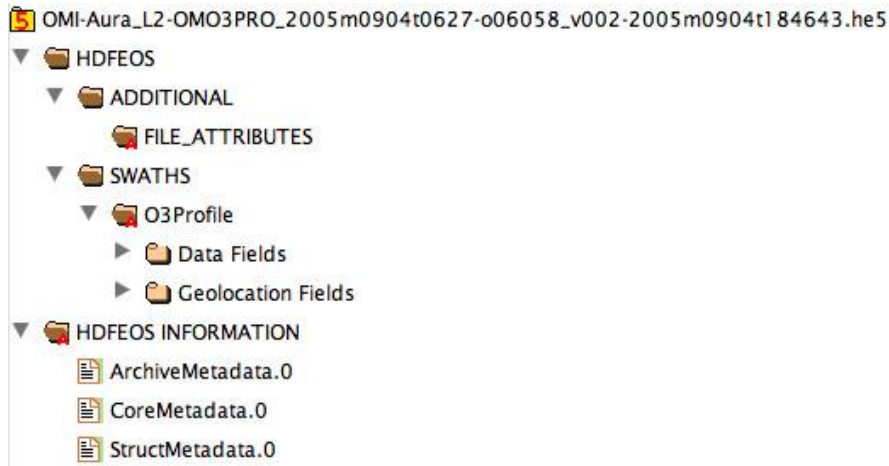 OMI-Aura_L2-OMO3PRO_2005m0904t0627-o06058_v002-2005m0904t184643.he5
HDFEOS
ADDITIONAL
FILE_ATTRIBUTES
SWATHS
O3Profile
Data Fields
Geolocation Fields
HDFEOS INFORMATION
ArchiveMetadata.0
CoreMetadata.0
StructMetadata.0